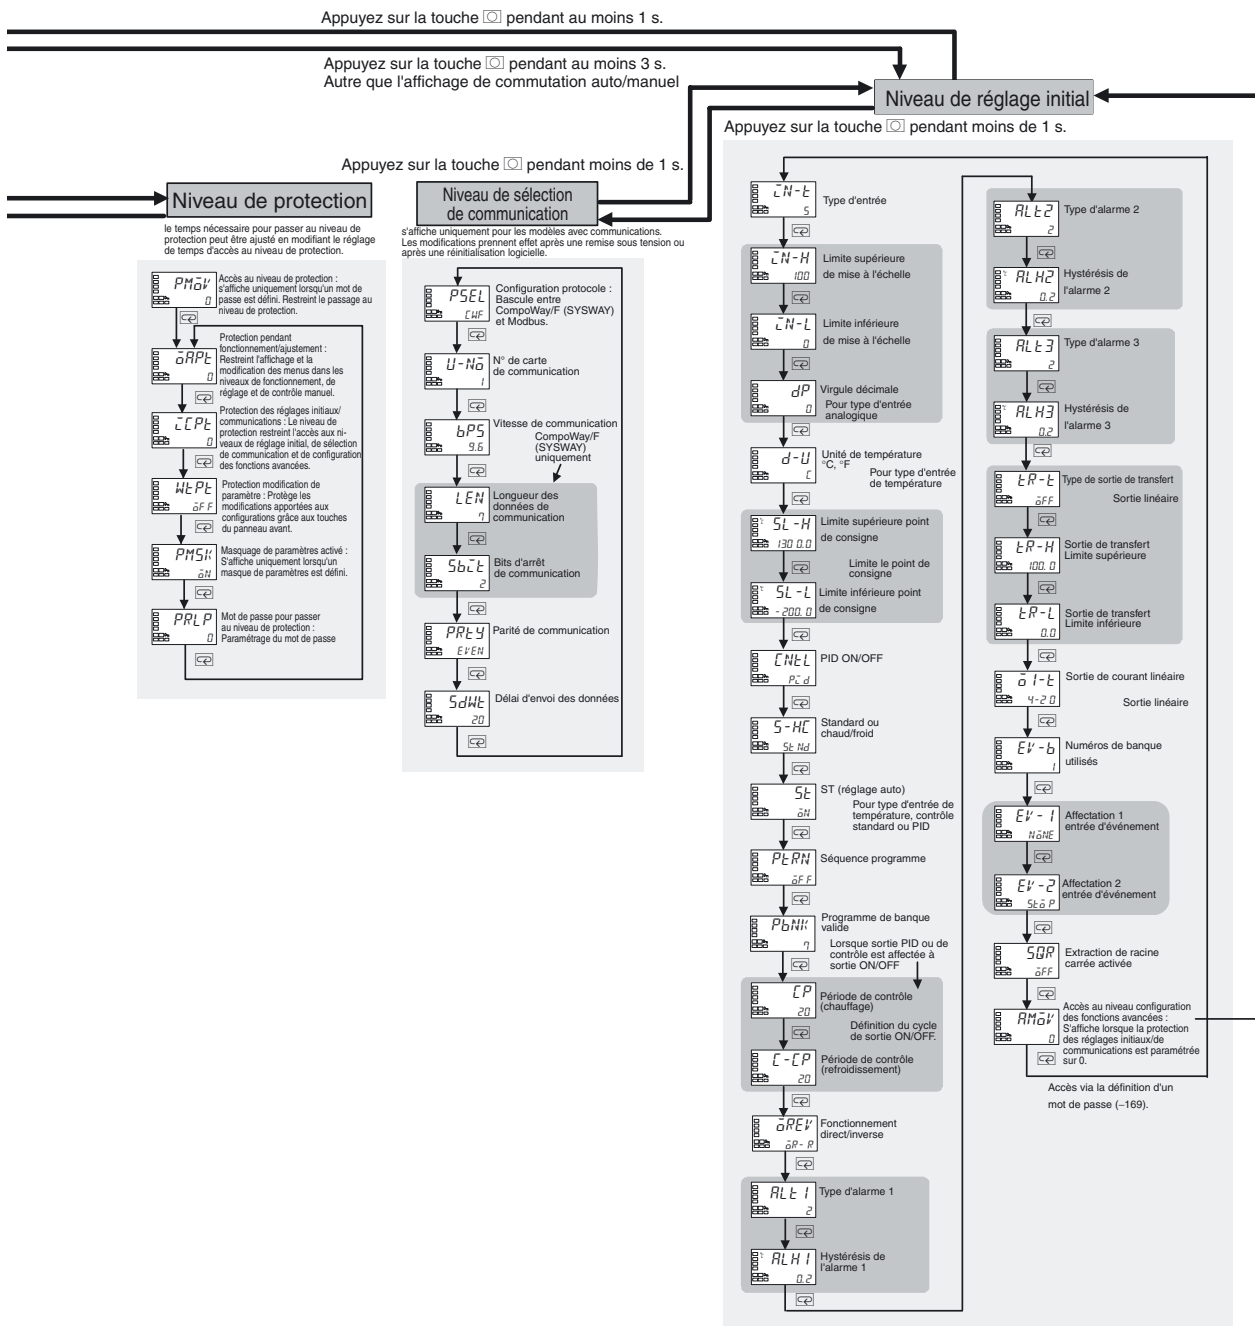 Appuyez sur la touche pendant au moins 1 s.
Appuyez sur la touche pendant au moins 3 s.
Autre que l'affichage de commutation auto/manuel
Niveau de réglage initial
Appuyez sur la touche pendant moins de 1 s.
Appuyez sur la touche pendant moins de 1 s.
Niveau de protection
le temps nécessaire pour passer au niveau de
protection peut être ajusté en modifiant le réglage
de temps d'accès au niveau de protection.
PMOV
0
Accès au niveau de protection :
s'affiche uniquement lorsqu'un mot de
passe est défini. Restreint le passage au
niveau de protection.
OAPT
0
Protection pendant
fonctionnement/ajustement :
Restreint l'affichage et la
modification des menus dans les
niveaux de fonctionnement, de
réglage et de contrôle manuel.
ICPT
0
Protection des réglages initiaux/
communications : Le niveau de
protection restreint l'accès aux ni-
veaux de réglage initial, de sélection
de communication et de configuration
des fonctions avancées.
WTPT
OFF
Protection modification de
paramètre : Protège les
modifications apportées aux
configurations grâce aux touches
du panneau avant.
PMSK
ON
Masquage de paramètres activé :
S'affiche uniquement lorsqu'un
masque de paramètres est défini.
PRLP
0
Mot de passe pour passer
au niveau de protection :
Paramétrage du mot de passe
Niveau de sélection
de communication
s'affiche uniquement pour les modèles avec communications.
Les modifications prennent effet après une remise sous tension ou
après une réinitialisation logicielle.
PSEL
CWF
Configuration protocole :
Bascule entre
CompoWay/F (SYSWAY)
et Modbus.
U-NO
1
N° de carte
de communication
bPS
9.6
Vitesse de communication
CompoWay/F
(SYSWAY)
uniquement
LEN
7
Longueur des
données de
communication
SbIT
2
Bits d'arrêt
de communication
PRTY
EVEN
Parité de communication
SdWT
20
Délai d'envoi des données
IN-T
5
Type d'entrée
IN-H
100
Limite supérieure
de mise à l'échelle
IN-L
0
Limite inférieure
de mise à l'échelle
dP
0
Virgule décimale
Pour type d'entrée
analogique
d-U
C
Unité de température
°C, °F
Pour type d'entrée
de température
SL-H
1300.0
Limite supérieure point
de consigne
Limite le point de
consigne
SL-L
-200.0
Limite inférieure point
de consigne
CNTL
PId
PID ON/OFF
S-HC
STNd
Standard ou
chaud/froid
ST
ON
ST (réglage auto)
Pour type d'entrée de
température, contrôle
standard ou PID
PTRN
OFF
Séquence programme
PbNK
7
Programme de banque
valide
Lorsque sortie PID ou de
contrôle est affectée à
sortie ON/OFF
CP
20
Période de contrôle
(chauffage)
Définition du cycle
de sortie ON/OFF.
C-CP
20
Période de contrôle
(refroidissement)
OREV
OR-R
Fonctionnement
direct/inverse
ALT1
2
Type d'alarme 1
ALH1
0.2
Hystérésis de
l'alarme 1
ALT2
2
Type d'alarme 2
ALH2
0.2
Hystérésis de
l'alarme 2
ALT3
2
Type d'alarme 3
ALH3
0.2
Hystérésis de
l'alarme 3
TR-T
OFF
Type de sortie de transfert
Sortie linéaire
TR-H
100.0
Sortie de transfert
Limite supérieure
TR-L
0.0
Sortie de transfert
Limite inférieure
O1-T
4-20
Sortie de courant linéaire
Sortie linéaire
EV-b
1
Numéros de banque
utilisés
EV-1
NONE
Affectation 1
entrée d'événement
EV-2
STOP
Affectation 2
entrée d'événement
SQR
OFF
Extraction de racine
carrée activée
AMOV
0
Accès au niveau configuration
des fonctions avancées :
S'affiche lorsque la protection
des réglages initiaux/de
communications est paramétrée
sur 0.
Accès via la définition d'un
mot de passe (−169).